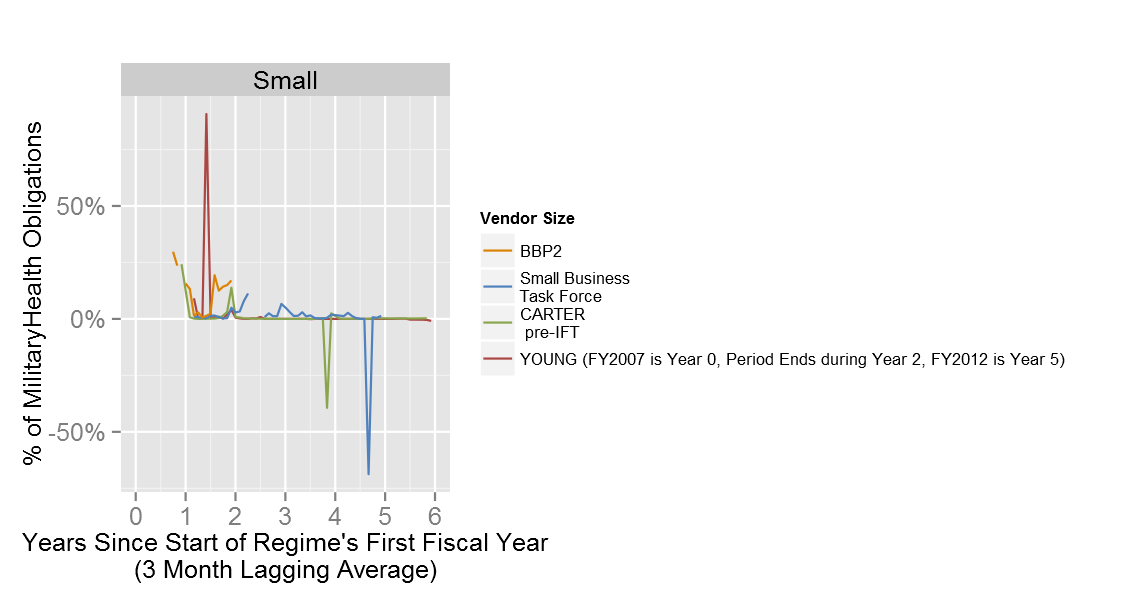 Small
% of MilitaryHealth Obligations
50%
0%
-50%
0 1 2 3 4 5 6
Years Since Start of Regime's First Fiscal Year
(3 Month Lagging Average)
Vendor Size
BBP2
Small Business
Task Force
CARTER
pre-IFT
YOUNG (FY2007 is Year 0, Period Ends during Year 2, FY2012 is Year 5)